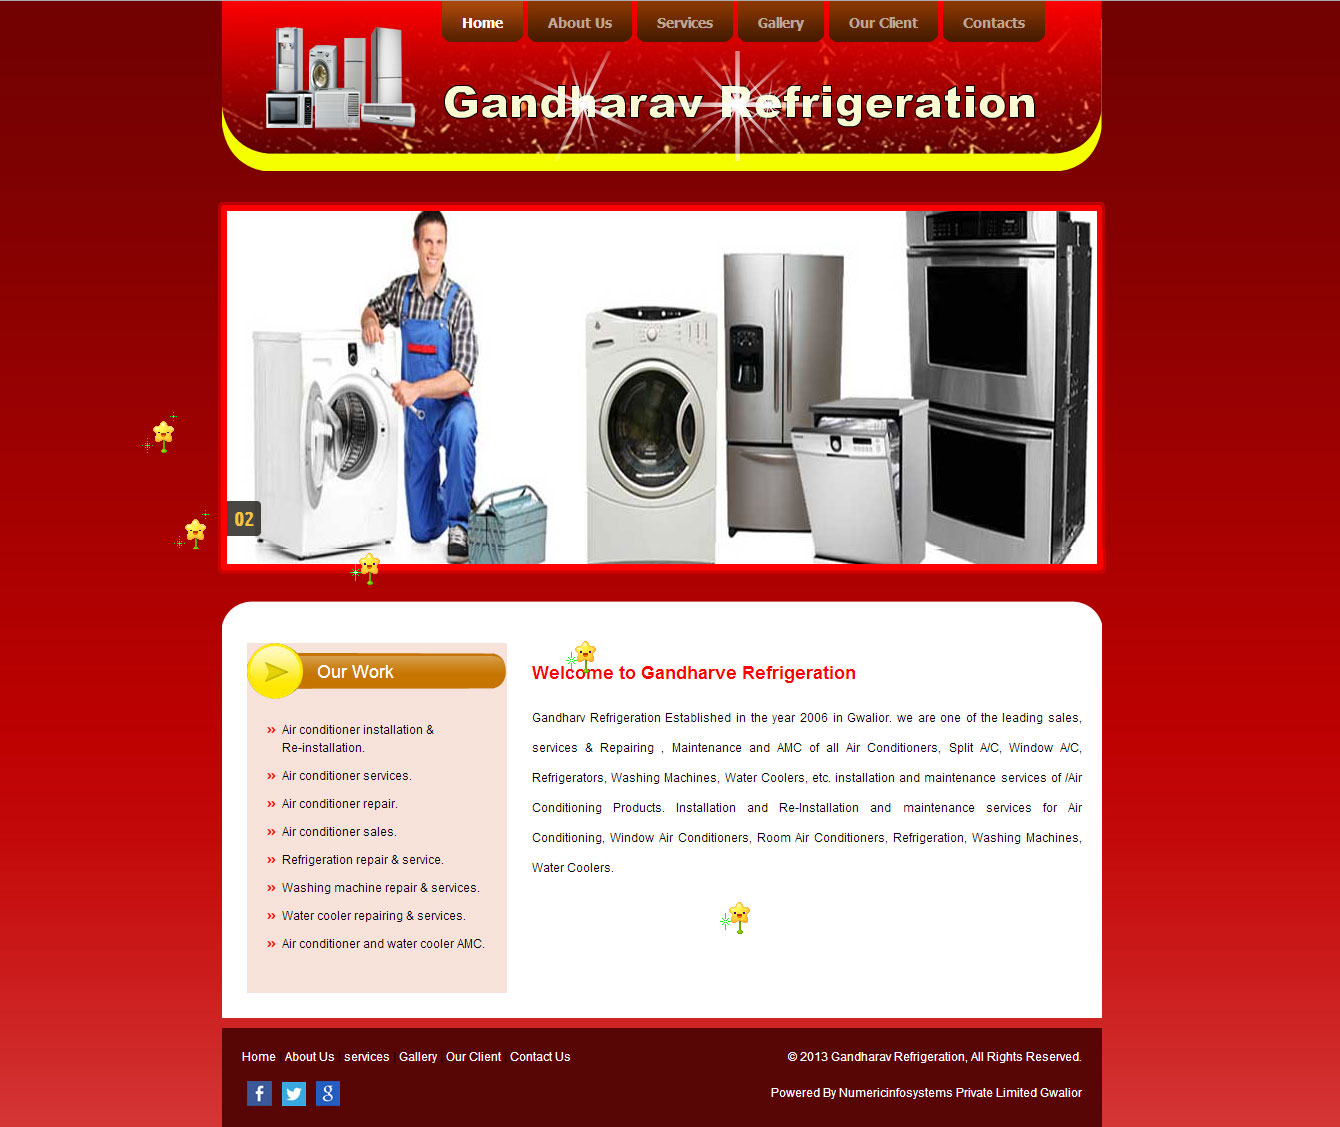 Home About Us Services Gallery Our Client Contacts
Gandharav Refrigeration
02
Our Work
Air conditioner installation &
Re-installation.
Air conditioner services.
Air conditioner repair.
Air conditioner sales.
Refrigeration repair & service.
Washing machine repair & services.
Water cooler repairing & services.
Air conditioner and water cooler AMC.
Welcome to Gandharve Refrigeration
Gandharv Refrigeration Established in the year 2006 in Gwalior. we are one of the leading sales,
services & Repairing , Maintenance and AMC of all Air Conditioners, Split A/C, Window A/C,
Refrigerators, Washing Machines, Water Coolers, etc. installation and maintenance services of /Air
Conditioning Products. Installation and Re-Installation and maintenance services for Air
Conditioning, Window Air Conditioners, Room Air Conditioners, Refrigeration, Washing Machines,
Water Coolers.
Home About Us services Gallery Our Client Contact Us
© 2013 Gandharav Refrigeration, All Rights Reserved.
Powered By Numericinfosystems Private Limited Gwalior